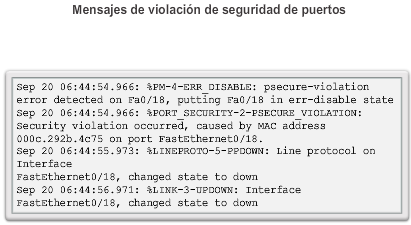 Mensajes de violación de seguridad de puertos
Sep 20 06:44:54.966: %PM-4-ERR_DISABLE: psecure-violation
error detected on Fa0/18, putting Fa0/18 in err-disable state
Sep 20 06:44:54.966: %PORT_SECURITY-2-PSECURE_VIOLATION:
Security violation occurred, caused by MAC address
000c.292b.4c75 on port FastEthernet0/18.
Sep 20 06:44:55.973: %LINEPROTO-5-PPDOWN: Line protocol on
Interface
FastEthernet0/18, changed state to down
Sep 20 06:44:56.971: %LINK-3-UPDOWN: Interface
FastEthernet0/18, changed state to down